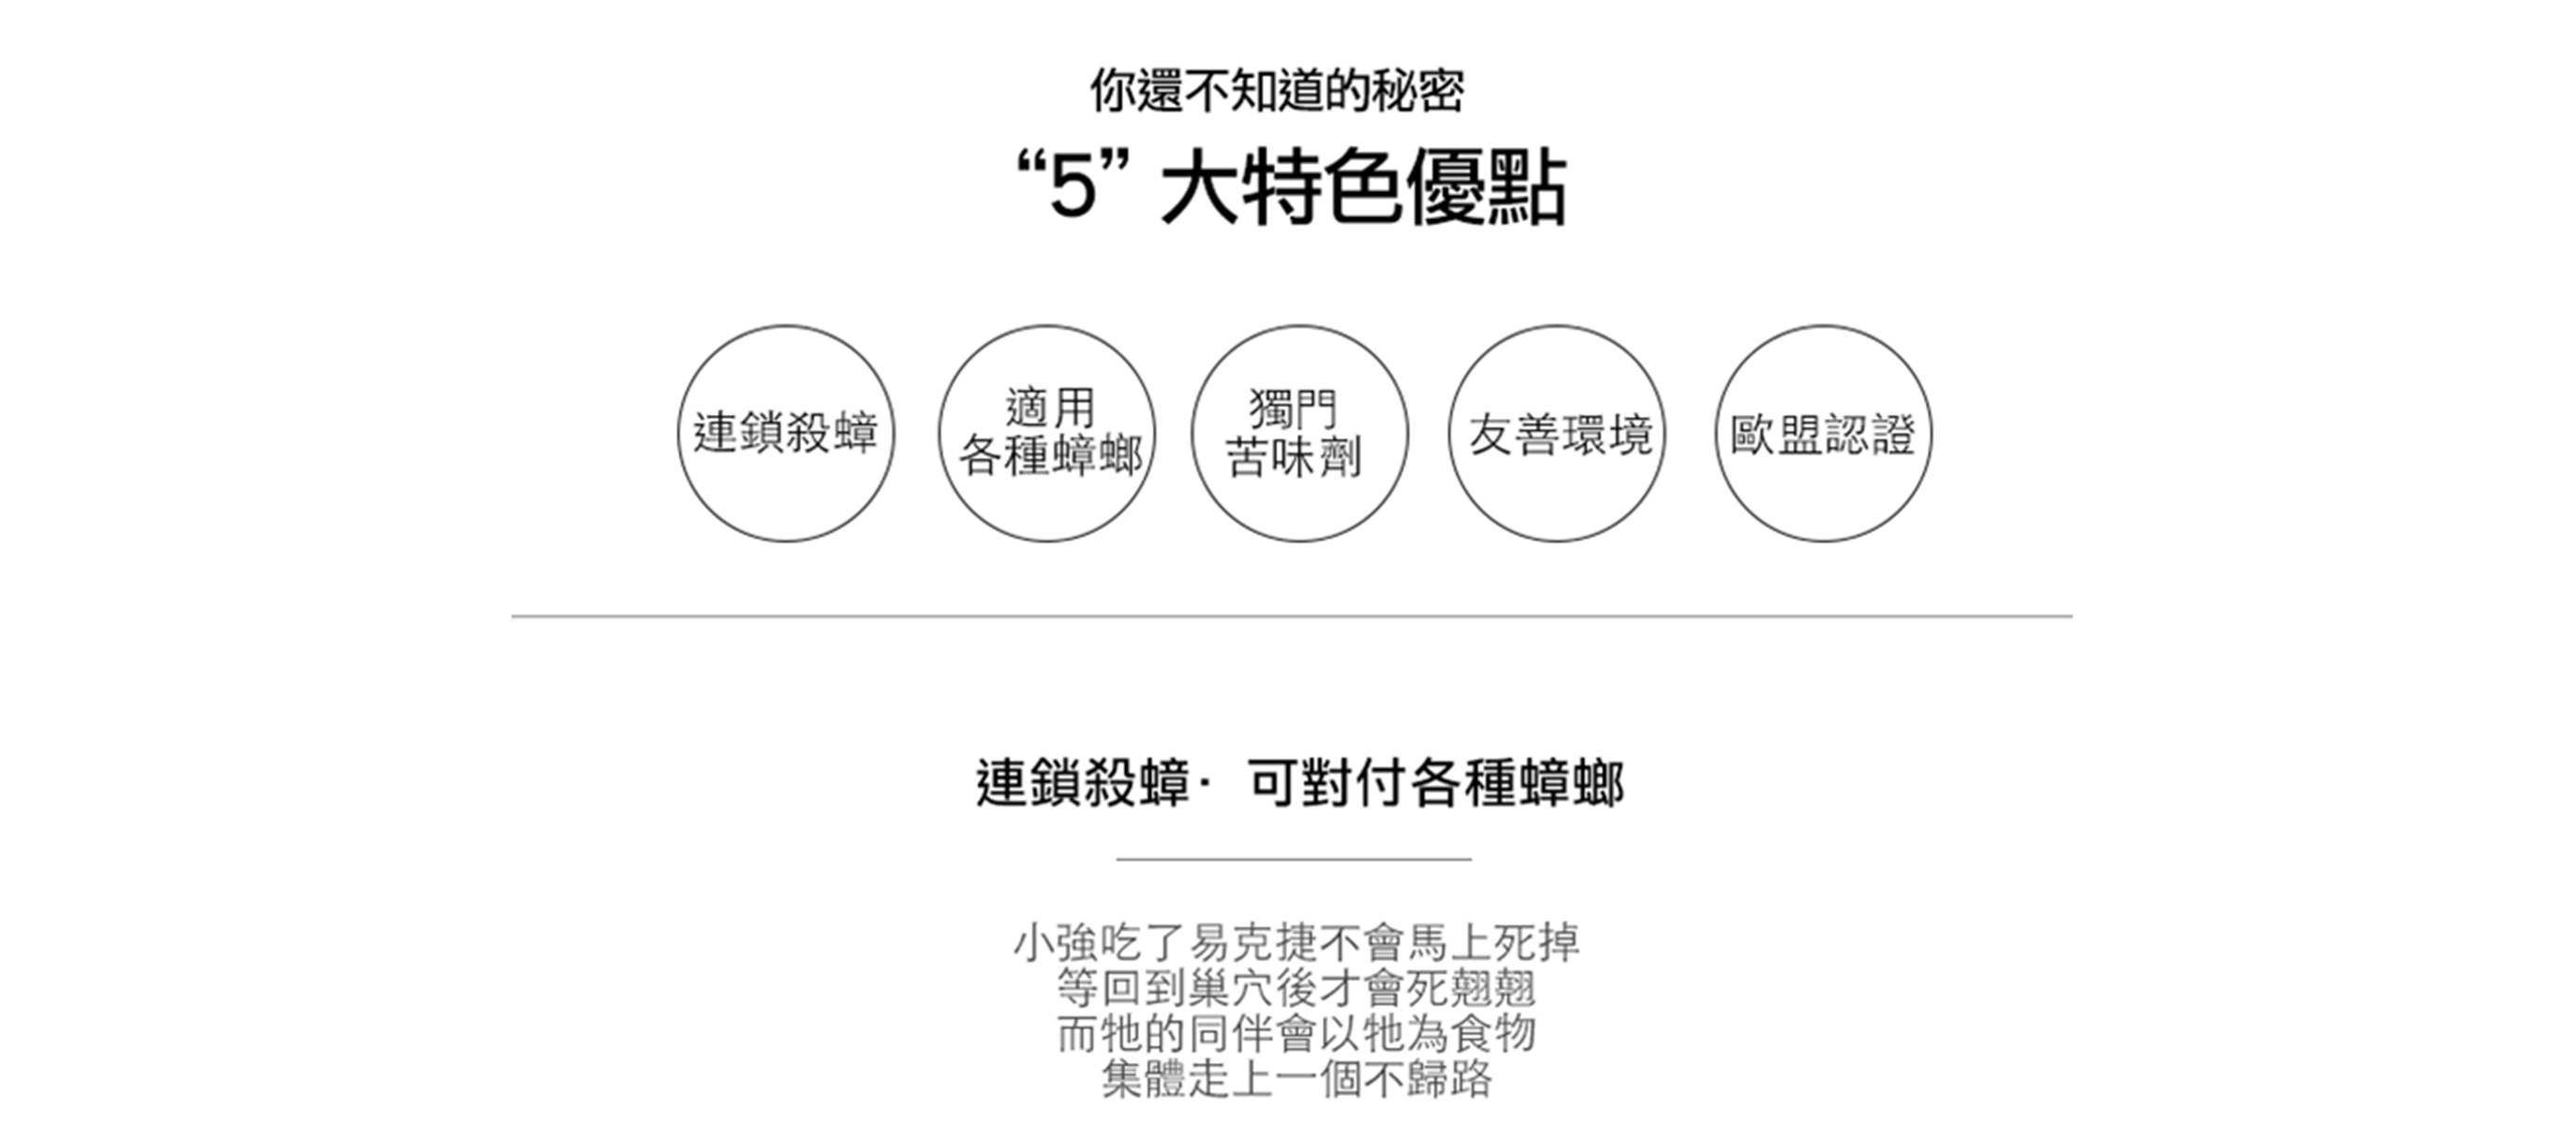 你還不知道的秘密
“5” 大特色優點
連鎖殺蟑
適用
各種蟑螂
獨門
苦味劑
友善環境
歐盟認證
連鎖殺蟑· 可對付各種蟑螂
小強吃了易克捷不會馬上死掉
等回到巢穴後才會死翹翹
而牠的同伴會以牠為食物
集體走上一個不歸路